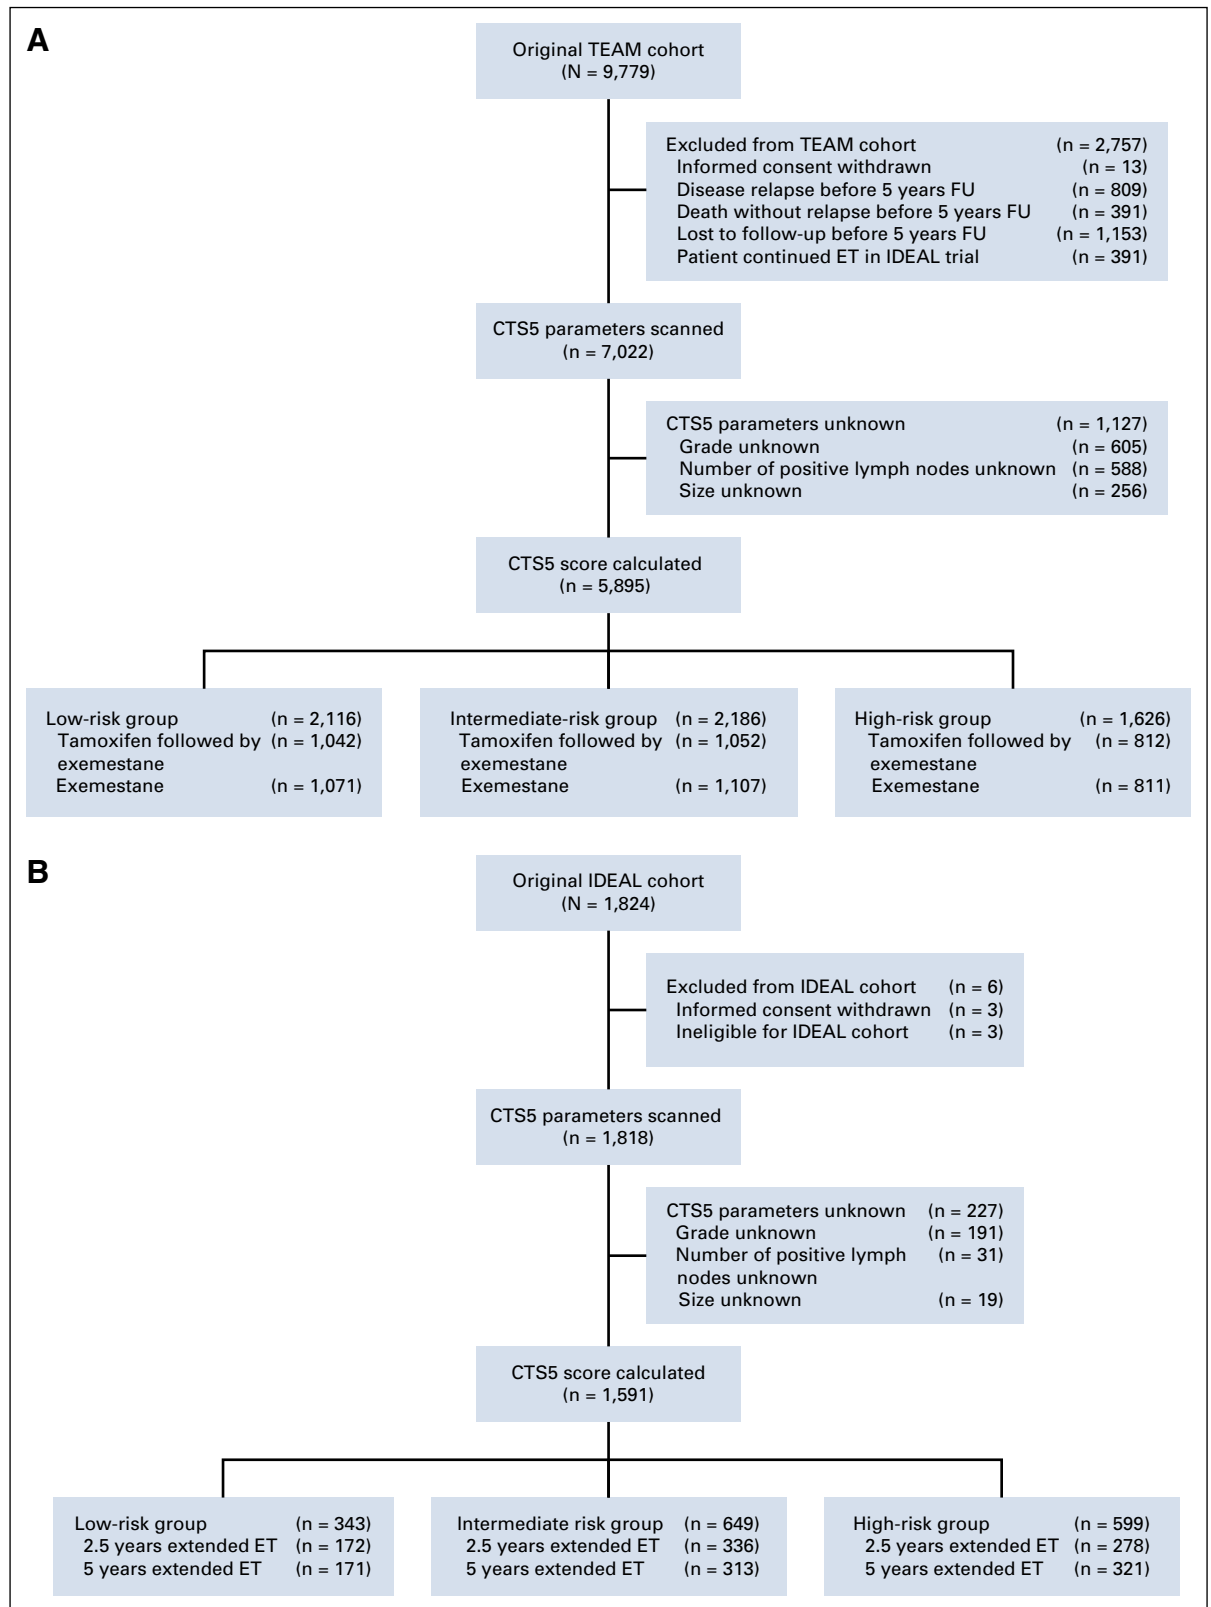 A
Original TEAM cohort
(N = 9,779)
Excluded from TEAM cohort (n = 2,757)
Informed consent withdrawn (n = 13)
Disease relapse before 5 years FU (n = 809)
Death without relapse before 5 years FU (n = 391)
Lost to follow-up before 5 years FU (n = 1,153)
Patient continued ET in IDEAL trial (n = 391)
CTS5 parameters scanned
(n = 7,022)
CTS5 parameters unknown (n = 1,127)
Grade unknown (n = 605)
Number of positive lymph nodes unknown (n = 588)
Size unknown (n = 256)
CTS5 score calculated
(n = 5,895)
Low-risk group (n = 2,116)
Tamoxifen followed by (n = 1,042)
exemestane
Exemestane (n = 1,071)
Intermediate-risk group (n = 2,186)
Tamoxifen followed by (n = 1,052)
exemestane
Exemestane (n = 1,107)
High-risk group (n = 1,626)
Tamoxifen followed by (n = 812)
exemestane
Exemestane (n = 811)
B
Original IDEAL cohort
(N = 1,824)
Excluded from IDEAL cohort (n = 6)
Informed consent withdrawn (n = 3)
Ineligible for IDEAL cohort (n = 3)
CTS5 parameters scanned
(n = 1,818)
CTS5 parameters unknown (n = 227)
Grade unknown (n = 191)
Number of positive lymph (n = 31)
nodes unknown
Size unknown (n = 19)
CTS5 score calculated
(n = 1,591)
Low-risk group (n = 343)
2.5 years extended ET (n = 172)
5 years extended ET (n = 171)
Intermediate risk group (n = 649)
2.5 years extended ET (n = 336)
5 years extended ET (n = 313)
High-risk group (n = 599)
2.5 years extended ET (n = 278)
5 years extended ET (n = 321)